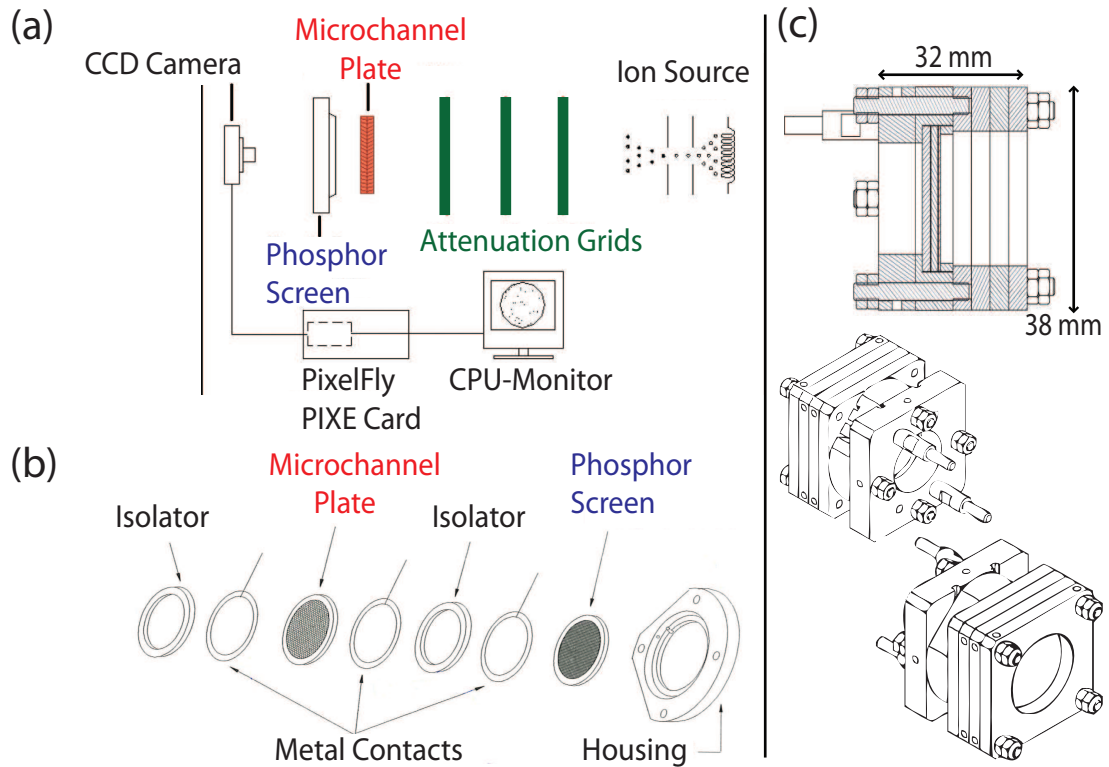 (a)
CCD Camera
Microchannel
Plate
Ion Source
Phosphor
Screen
Attenuation Grids
PixelFly
PIXE Card
CPU-Monitor
(b)
Isolator
Microchannel
Plate
Isolator
Phosphor
Screen
Metal Contacts
Housing
(c)
32 mm
38 mm